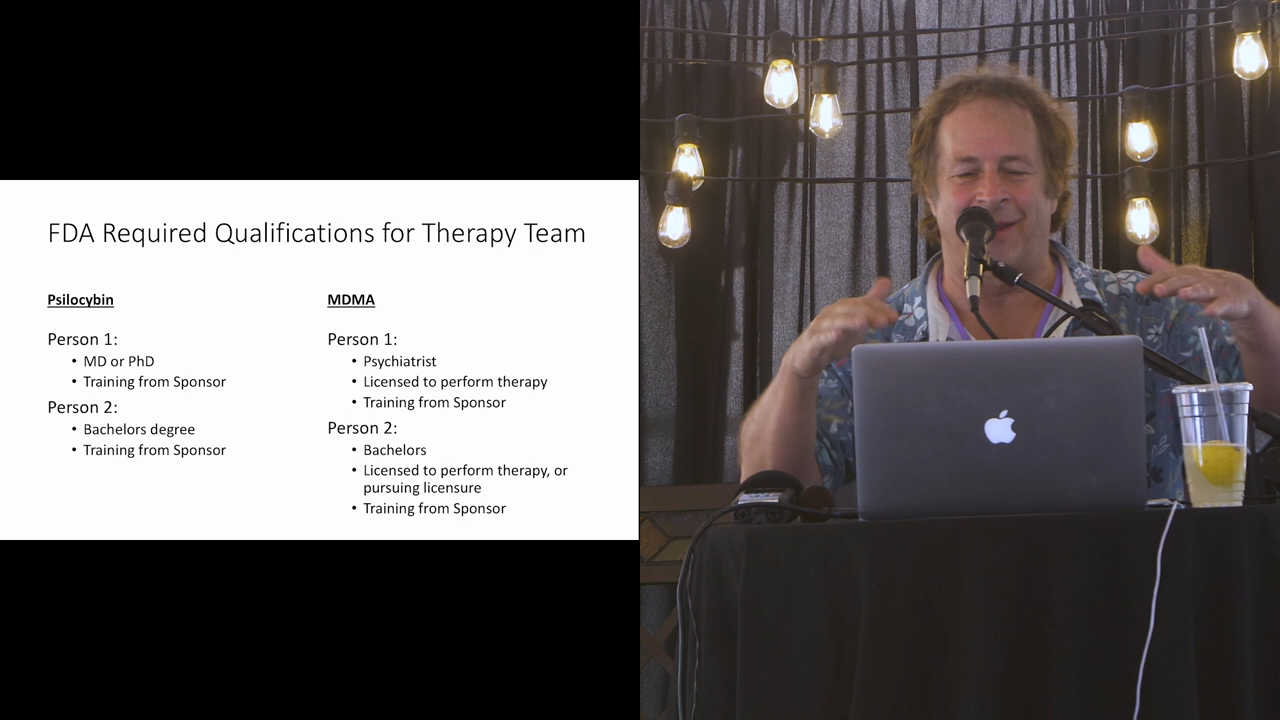 FDA Required Qualifications for Therapy Team
Psilocybin
Person 1:
• MD or PhD
• Training from Sponsor
Person 2:
• Bachelors degree
• Training from Sponsor
MDMA
Person 1:
• Psychiatrist
• Licensed to perform therapy
• Training from Sponsor
Person 2:
• Bachelors
• Licensed to perform therapy, or
pursuing licensure
• Training from Sponsor